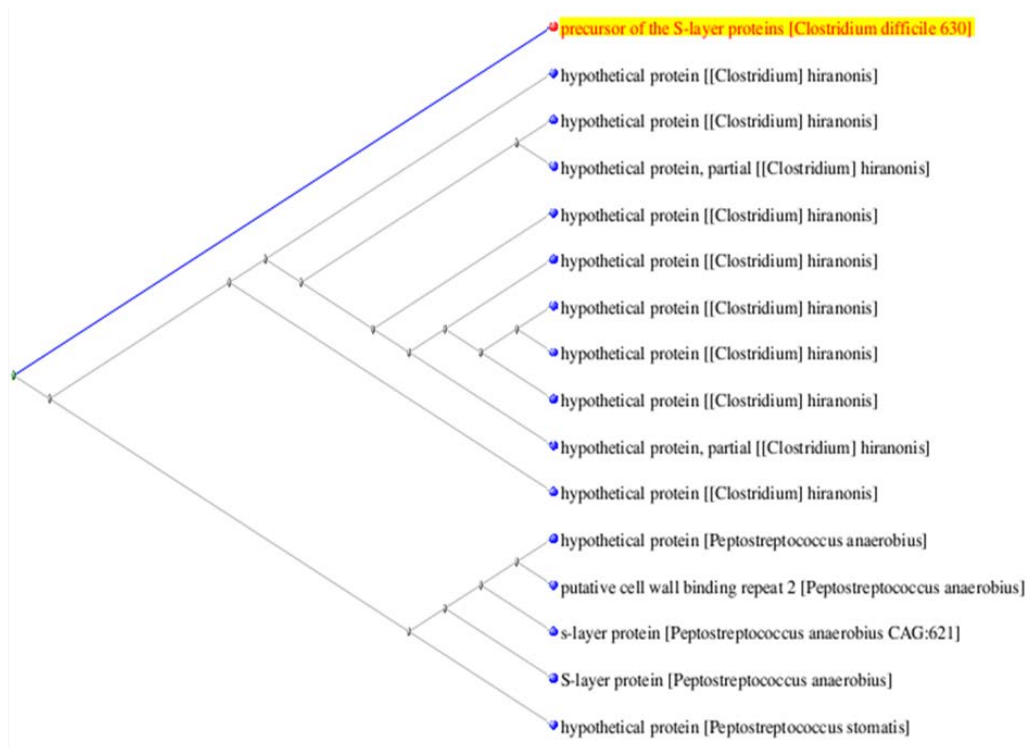 precursor of the S-layer proteins [Clostridium difficile 630]
hypothetical protein [[Clostridium] hiranonis]
hypothetical protein [[Clostridium] hiranonis]
hypothetical protein, partial [[Clostridium] hiranonis]
hypothetical protein [[Clostridium] hiranonis]
hypothetical protein [[Clostridium] hiranonis]
hypothetical protein [[Clostridium] hiranonis]
hypothetical protein [[Clostridium] hiranonis]
hypothetical protein [[Clostridium] hiranonis]
hypothetical protein, partial [[Clostridium] hiranonis]
hypothetical protein [[Clostridium] hiranonis]
hypothetical protein [Peptostreptococcus anaerobius]
putative cell wall binding repeat 2 [Peptostreptococcus anaerobius]
s-layer protein [Peptostreptococcus anaerobius CAG:621]
S-layer protein [Peptostreptococcus anaerobius]
hypothetical protein [Peptostreptococcus stomatis]